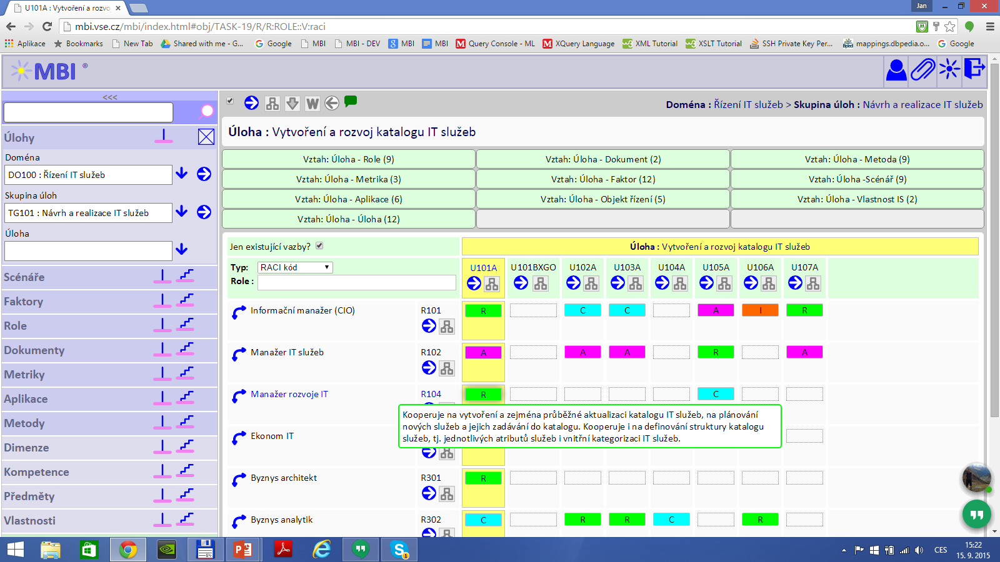 U101A : Vytvoření a rozvo
Jan
mbi.vse.cz/mbi/index.html#obj/TASK-19/R/R:ROLE::V:raci
Aplikace Bookmarks New Tab Shared with me - G... Google MBI MBI - DEV MBI MBI Query Console - ML XQuery Language XML Tutorial XSLT Tutorial SSH Private Key Per... mappings.dbpedia.o... Google
MBI ®
<<<
Doména : Řízení IT služeb > Skupina úloh : Návrh a realizace IT služeb
Úloha : Vytvoření a rozvoj katalogu IT služeb
Úlohy
Doména
DO100 : Řízení IT služeb
Skupina úloh
TG101 : Návrh a realizace IT služeb
Úloha
Scénáře
Faktory
Role
Dokumenty
Metriky
Aplikace
Metody
Dimenze
Kompetence
Předměty
Vlastnosti
Vztah: Úloha - Role (9) Vztah: Úloha - Dokument (2) Vztah: Úloha - Metoda (9)
Vztah: Úloha - Metrika (3) Vztah: Úloha - Faktor (12) Vztah: Úloha -Scénář (9)
Vztah: Úloha - Aplikace (6) Vztah: Úloha - Objekt řízení (5) Vztah: Úloha - Vlastnost IS (2)
Vztah: Úloha - Úloha (12)
Jen existující vazby? Úloha : Vytvoření a rozvoj katalogu IT služeb
Typ: RACI kód U101A U101BXGO U102A U103A U104A U105A U106A U107A
Role :
Informační manažer (CIO) R101 R C C A I R
Manažer IT služeb R102 A A A R A
Manažer rozvoje IT R104 R C
Kooperuje na vytvoření a zejména průběžné aktualizaci katalogu IT služeb, na plánování
nových služeb a jejich zadávání do katalogu. Kooperuje i na definování struktury katalogu
služeb, tj. jednotlivých atributů služeb i vnitřní kategorizaci IT služeb.
Ekonom IT
Byznys architekt R301 R
Byznys analytik R302 C R R C R
W
64
1
CES
15:22
15. 9. 2015